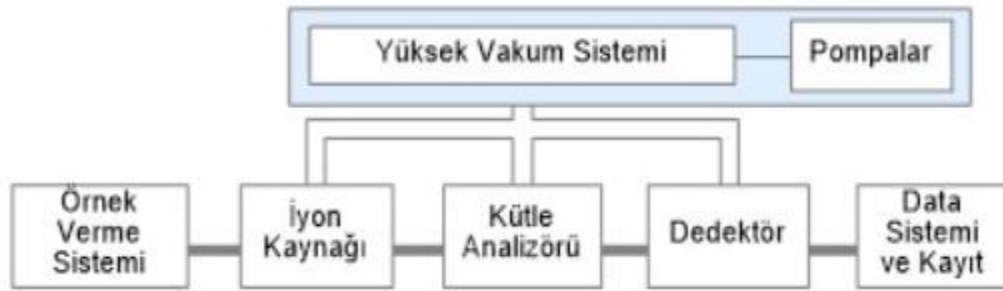 Yüksek Vakum Sistemi
Pompalar
Örnek
Verme
Sistemi
İyon
Kaynağı
Kütle
Analizörü
Dedektör
Data
Sistemi
ve Kayıt